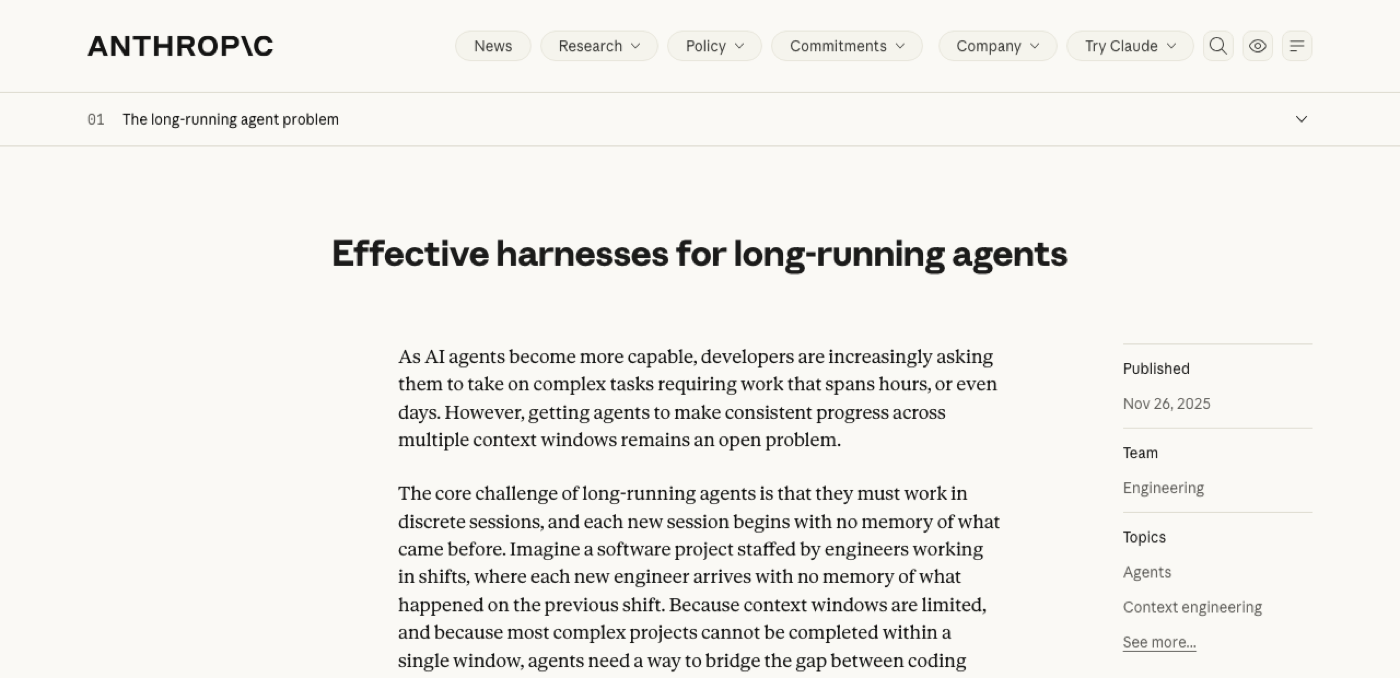 ANTHROP\C
News
Research
Policy
Commitments
Company
Try Claude
01 The long-running agent problem
Effective harnesses for long-running agents
As AI agents become more capable, developers are increasingly asking
them to take on complex tasks requiring work that spans hours, or even
days. However, getting agents to make consistent progress across
multiple context windows remains an open problem.
The core challenge of long-running agents is that they must work in
discrete sessions, and each new session begins with no memory of what
came before. Imagine a software project staffed by engineers working
in shifts, where each new engineer arrives with no memory of what
happened on the previous shift. Because context windows are limited,
and because most complex projects cannot be completed within a
single window, agents need a way to bridge the gap between coding
Published
Nov 26, 2025
Team
Engineering
Topics
Agents
Context engineering
See more...